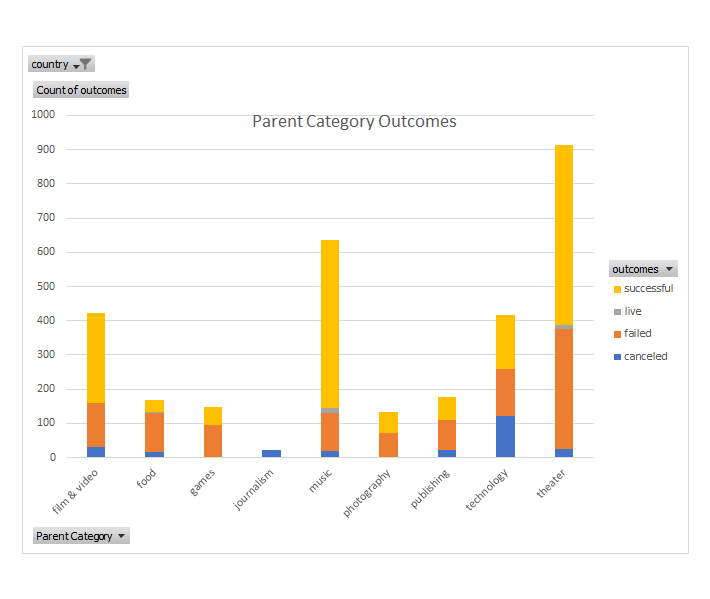 country
Count of outcomes
Parent Category Outcomes
1000
900
800
700
600
500
400
300
200
100
0
film & video
food
games
journalism
music
photography
publishing
technology
theater
outcomes
successful
live
failed
canceled
Parent Category